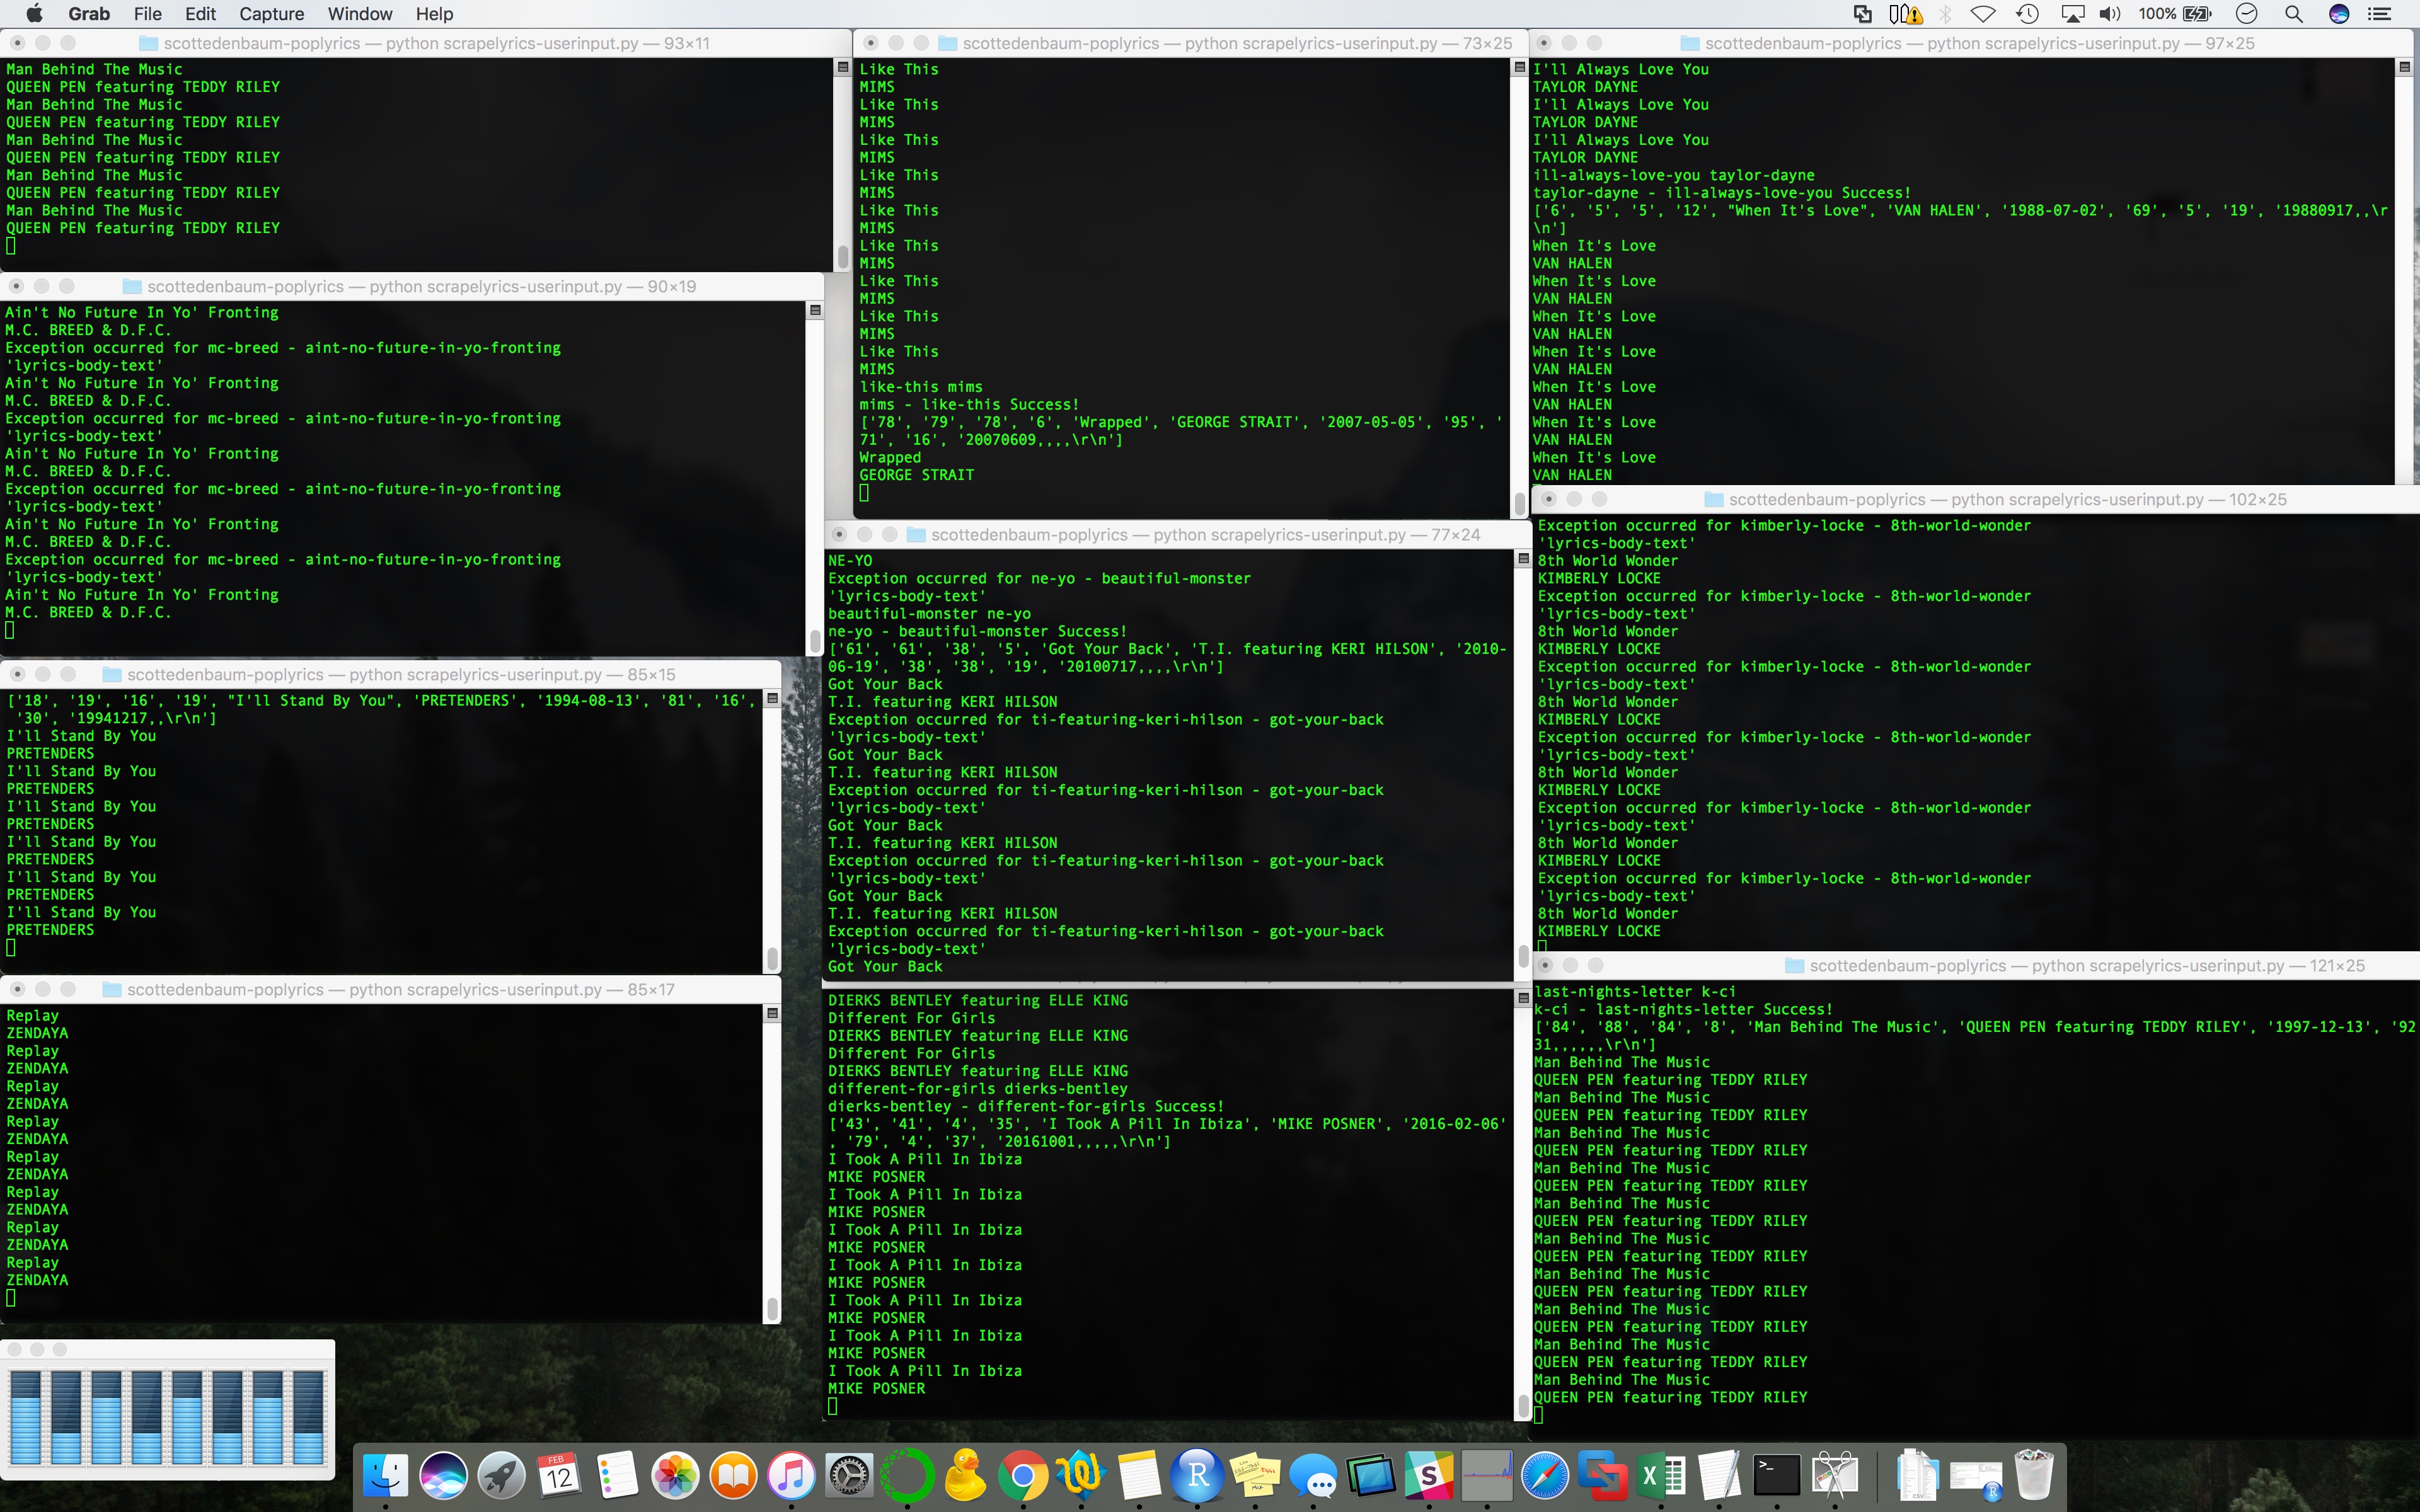 Grab File Edit Capture Window Help 100%
scottedenbaum-poplyrics — python scrapelyrics-userinput.py — 93×11
Man Behind The Music
QUEEN PEN featuring TEDDY RILEY
Man Behind The Music
QUEEN PEN featuring TEDDY RILEY
Man Behind The Music
QUEEN PEN featuring TEDDY RILEY
Man Behind The Music
QUEEN PEN featuring TEDDY RILEY
Man Behind The Music
QUEEN PEN featuring TEDDY RILEY
scottedenbaum-poplyrics — python scrapelyrics-userinput.py — 90×19
Ain't No Future In Yo' Fronting
M.C. BREED & D.F.C.
Exception occurred for mc-breed - aint-no-future-in-yo-fronting
'lyrics-body-text'
Ain't No Future In Yo' Fronting
M.C. BREED & D.F.C.
Exception occurred for mc-breed - aint-no-future-in-yo-fronting
'lyrics-body-text'
Ain't No Future In Yo' Fronting
M.C. BREED & D.F.C.
Exception occurred for mc-breed - aint-no-future-in-yo-fronting
'lyrics-body-text'
Ain't No Future In Yo' Fronting
M.C. BREED & D.F.C.
Exception occurred for mc-breed - aint-no-future-in-yo-fronting
'lyrics-body-text'
Ain't No Future In Yo' Fronting
M.C. BREED & D.F.C.
scottedenbaum-poplyrics — python scrapelyrics-userinput.py — 85×15
['18', '19', '16', '19', "I'll Stand By You", 'PRETENDERS', '1994-08-13', '81', '16',
 '30', '19941217,,\r\n']
I'll Stand By You
PRETENDERS
I'll Stand By You
PRETENDERS
I'll Stand By You
PRETENDERS
I'll Stand By You
PRETENDERS
I'll Stand By You
PRETENDERS
I'll Stand By You
PRETENDERS
scottedenbaum-poplyrics — python scrapelyrics-userinput.py — 85×17
Replay
ZENDAYA
Replay
ZENDAYA
Replay
ZENDAYA
Replay
ZENDAYA
Replay
ZENDAYA
Replay
ZENDAYA
Replay
ZENDAYA
Replay
ZENDAYA
scottedenbaum-poplyrics — python scrapelyrics-userinput.py — 73×25
Like This
MIMS
Like This
MIMS
Like This
MIMS
Like This
MIMS
Like This
MIMS
Like This
MIMS
Like This
MIMS
Like This
MIMS
Like This
MIMS
like-this mims
mims - like-this Success!
['78', '79', '78', '6', 'Wrapped', 'GEORGE STRAIT', '2007-05-05', '95', '
71', '16', '20070609,,,,\r\n']
Wrapped
GEORGE STRAIT
scottedenbaum-poplyrics — python scrapelyrics-userinput.py — 77×24
NE-YO
Exception occurred for ne-yo - beautiful-monster
'lyrics-body-text'
beautiful-monster ne-yo
ne-yo - beautiful-monster Success!
['61', '61', '38', '5', 'Got Your Back', 'T.I. featuring KERI HILSON', '2010-
06-19', '38', '38', '19', '20100717,,,,\r\n']
Got Your Back
T.I. featuring KERI HILSON
Exception occurred for ti-featuring-keri-hilson - got-your-back
'lyrics-body-text'
Got Your Back
T.I. featuring KERI HILSON
Exception occurred for ti-featuring-keri-hilson - got-your-back
'lyrics-body-text'
Got Your Back
T.I. featuring KERI HILSON
Exception occurred for ti-featuring-keri-hilson - got-your-back
'lyrics-body-text'
Got Your Back
T.I. featuring KERI HILSON
Exception occurred for ti-featuring-keri-hilson - got-your-back
'lyrics-body-text'
Got Your Back
DIERKS BENTLEY featuring ELLE KING
Different For Girls
DIERKS BENTLEY featuring ELLE KING
Different For Girls
DIERKS BENTLEY featuring ELLE KING
different-for-girls dierks-bentley
dierks-bentley - different-for-girls Success!
['43', '41', '4', '35', 'I Took A Pill In Ibiza', 'MIKE POSNER', '2016-02-06'
, '79', '4', '37', '20161001,,,,,\r\n']
I Took A Pill In Ibiza
MIKE POSNER
I Took A Pill In Ibiza
MIKE POSNER
I Took A Pill In Ibiza
MIKE POSNER
I Took A Pill In Ibiza
MIKE POSNER
I Took A Pill In Ibiza
MIKE POSNER
I Took A Pill In Ibiza
MIKE POSNER
I Took A Pill In Ibiza
MIKE POSNER
scottedenbaum-poplyrics — python scrapelyrics-userinput.py — 97×25
I'll Always Love You
TAYLOR DAYNE
I'll Always Love You
TAYLOR DAYNE
I'll Always Love You
TAYLOR DAYNE
ill-always-love-you taylor-dayne
taylor-dayne - ill-always-love-you Success!
['6', '5', '5', '12', "When It's Love", 'VAN HALEN', '1988-07-02', '69', '5', '19', '19880917,,\r
\n']
When It's Love
VAN HALEN
When It's Love
VAN HALEN
When It's Love
VAN HALEN
When It's Love
VAN HALEN
When It's Love
VAN HALEN
When It's Love
VAN HALEN
When It's Love
VAN HALEN
scottedenbaum-poplyrics — python scrapelyrics-userinput.py — 102×25
Exception occurred for kimberly-locke - 8th-world-wonder
'lyrics-body-text'
8th World Wonder
KIMBERLY LOCKE
Exception occurred for kimberly-locke - 8th-world-wonder
'lyrics-body-text'
8th World Wonder
KIMBERLY LOCKE
Exception occurred for kimberly-locke - 8th-world-wonder
'lyrics-body-text'
8th World Wonder
KIMBERLY LOCKE
Exception occurred for kimberly-locke - 8th-world-wonder
'lyrics-body-text'
8th World Wonder
KIMBERLY LOCKE
Exception occurred for kimberly-locke - 8th-world-wonder
'lyrics-body-text'
8th World Wonder
KIMBERLY LOCKE
Exception occurred for kimberly-locke - 8th-world-wonder
'lyrics-body-text'
8th World Wonder
KIMBERLY LOCKE
scottedenbaum-poplyrics — python scrapelyrics-userinput.py — 121×25
last-nights-letter k-ci
k-ci - last-nights-letter Success!
['84', '88', '84', '8', 'Man Behind The Music', 'QUEEN PEN featuring TEDDY RILEY', '1997-12-13', '92
31,,,,,,\r\n']
Man Behind The Music
QUEEN PEN featuring TEDDY RILEY
Man Behind The Music
QUEEN PEN featuring TEDDY RILEY
Man Behind The Music
QUEEN PEN featuring TEDDY RILEY
Man Behind The Music
QUEEN PEN featuring TEDDY RILEY
Man Behind The Music
QUEEN PEN featuring TEDDY RILEY
Man Behind The Music
QUEEN PEN featuring TEDDY RILEY
Man Behind The Music
QUEEN PEN featuring TEDDY RILEY
Man Behind The Music
QUEEN PEN featuring TEDDY RILEY
Man Behind The Music
QUEEN PEN featuring TEDDY RILEY
Man Behind The Music
QUEEN PEN featuring TEDDY RILEY
FEB
12
R
S
X
>_